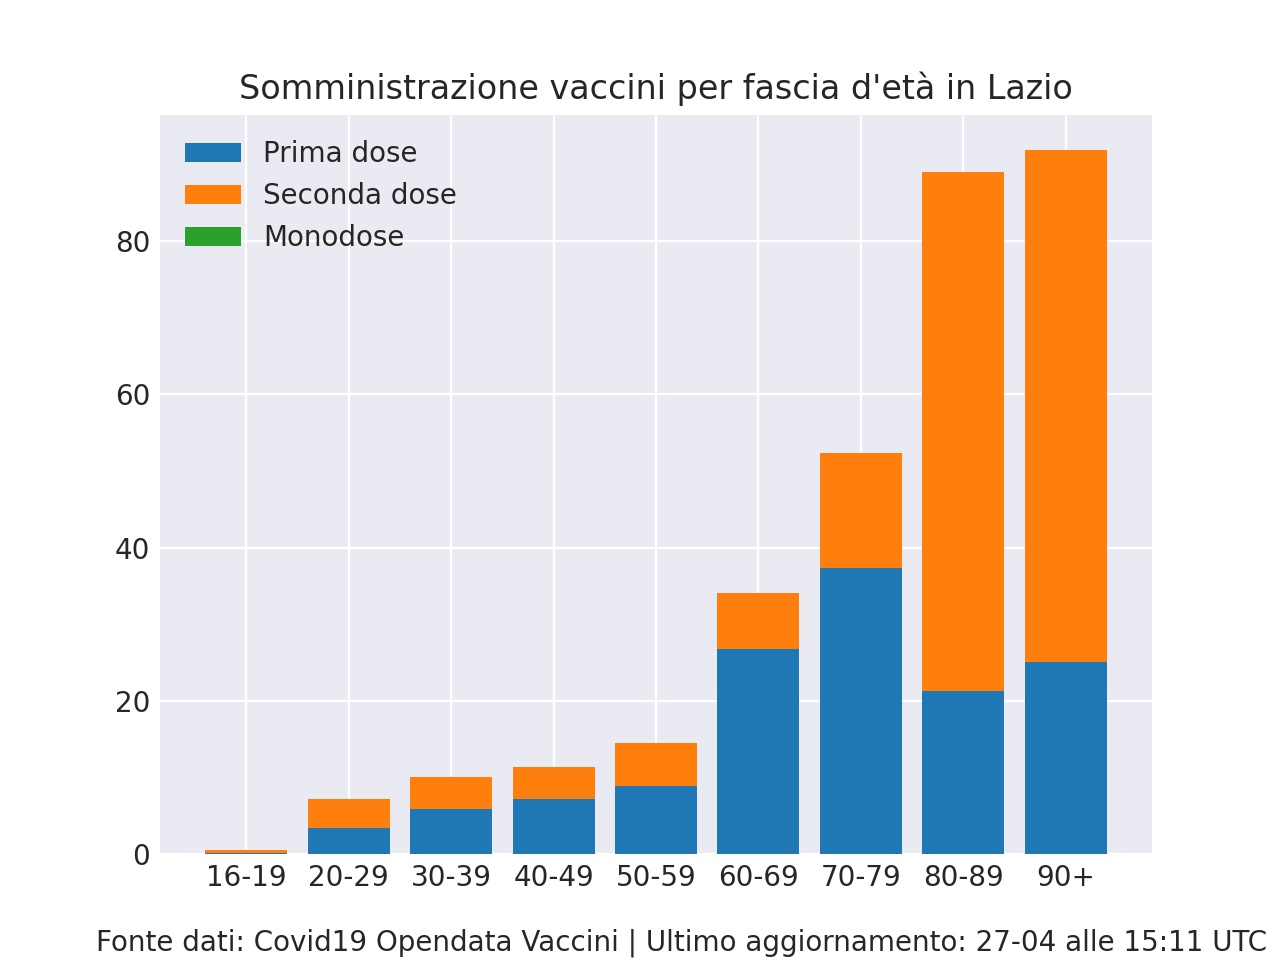 Somministrazione vaccini per fascia d'età in Lazio
Prima dose
Seconda dose
Monodose
80
60
40
20
0
16-19 20-29 30-39 40-49 50-59 60-69 70-79 80-89 90+
Fonte dati: Covid19 Opendata Vaccini | Ultimo aggiornamento: 27-04 alle 15:11 UTC